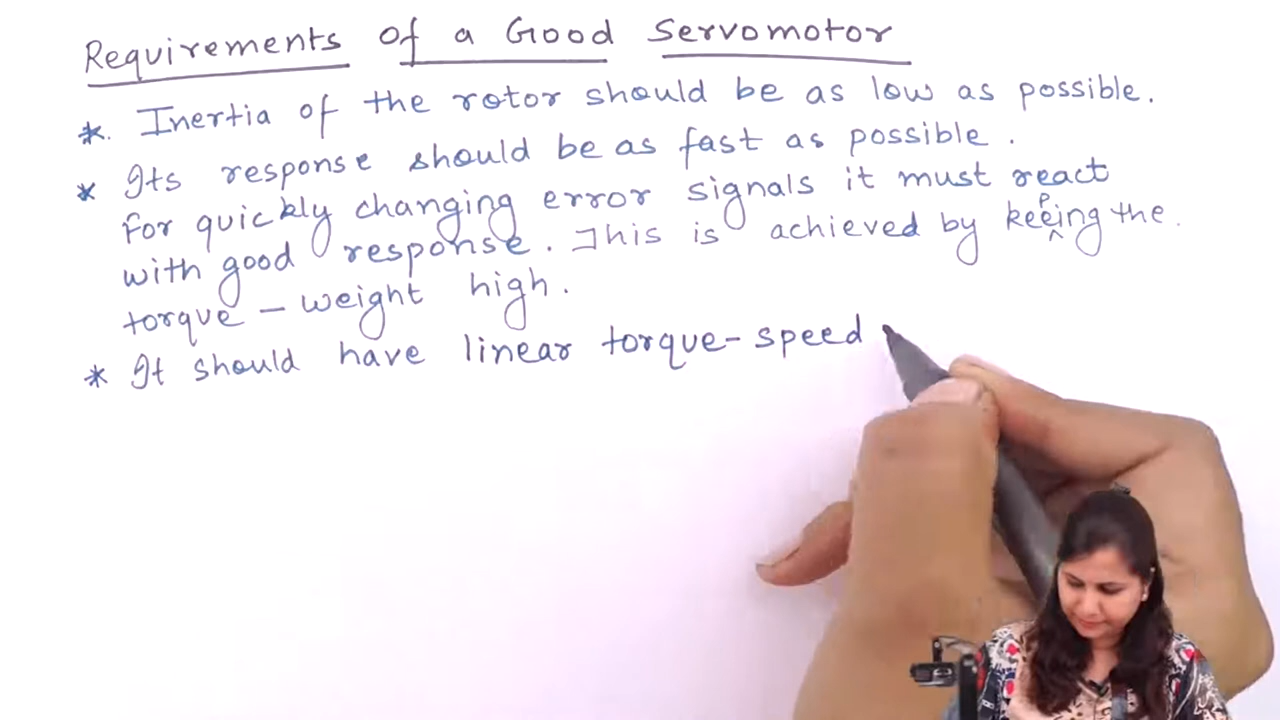 Requirements of a Good Servomotor
*. Inertia of the rotor should be as low as possible.
* Its response should be as fast as possible.
For quickly changing error signals it must react
with good response. This is achieved by keeping the
torque – weight high.
* It should have linear torque-speed